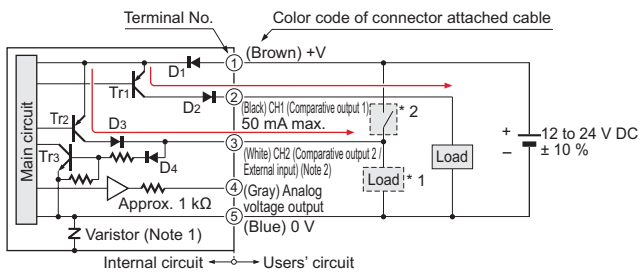 Terminal No.
Color code of connector attached cable
Main circuit
D1
1
(Brown) +V
Tr1
D2
2
(Black) CH1 (Comparative output 1)
50 mA max.
* 2
Tr2
D3
3
(White) CH2 (Comparative output 2 /
External input) (Note 2)
Tr3
D4
Load
* 1
Load
+
–
12 to 24 V DC
± 10 %
4
(Gray) Analog
voltage output
Approx. 1 kΩ
5
(Blue) 0 V
Z
Varistor (Note 1)
Internal circuit
Users' circuit